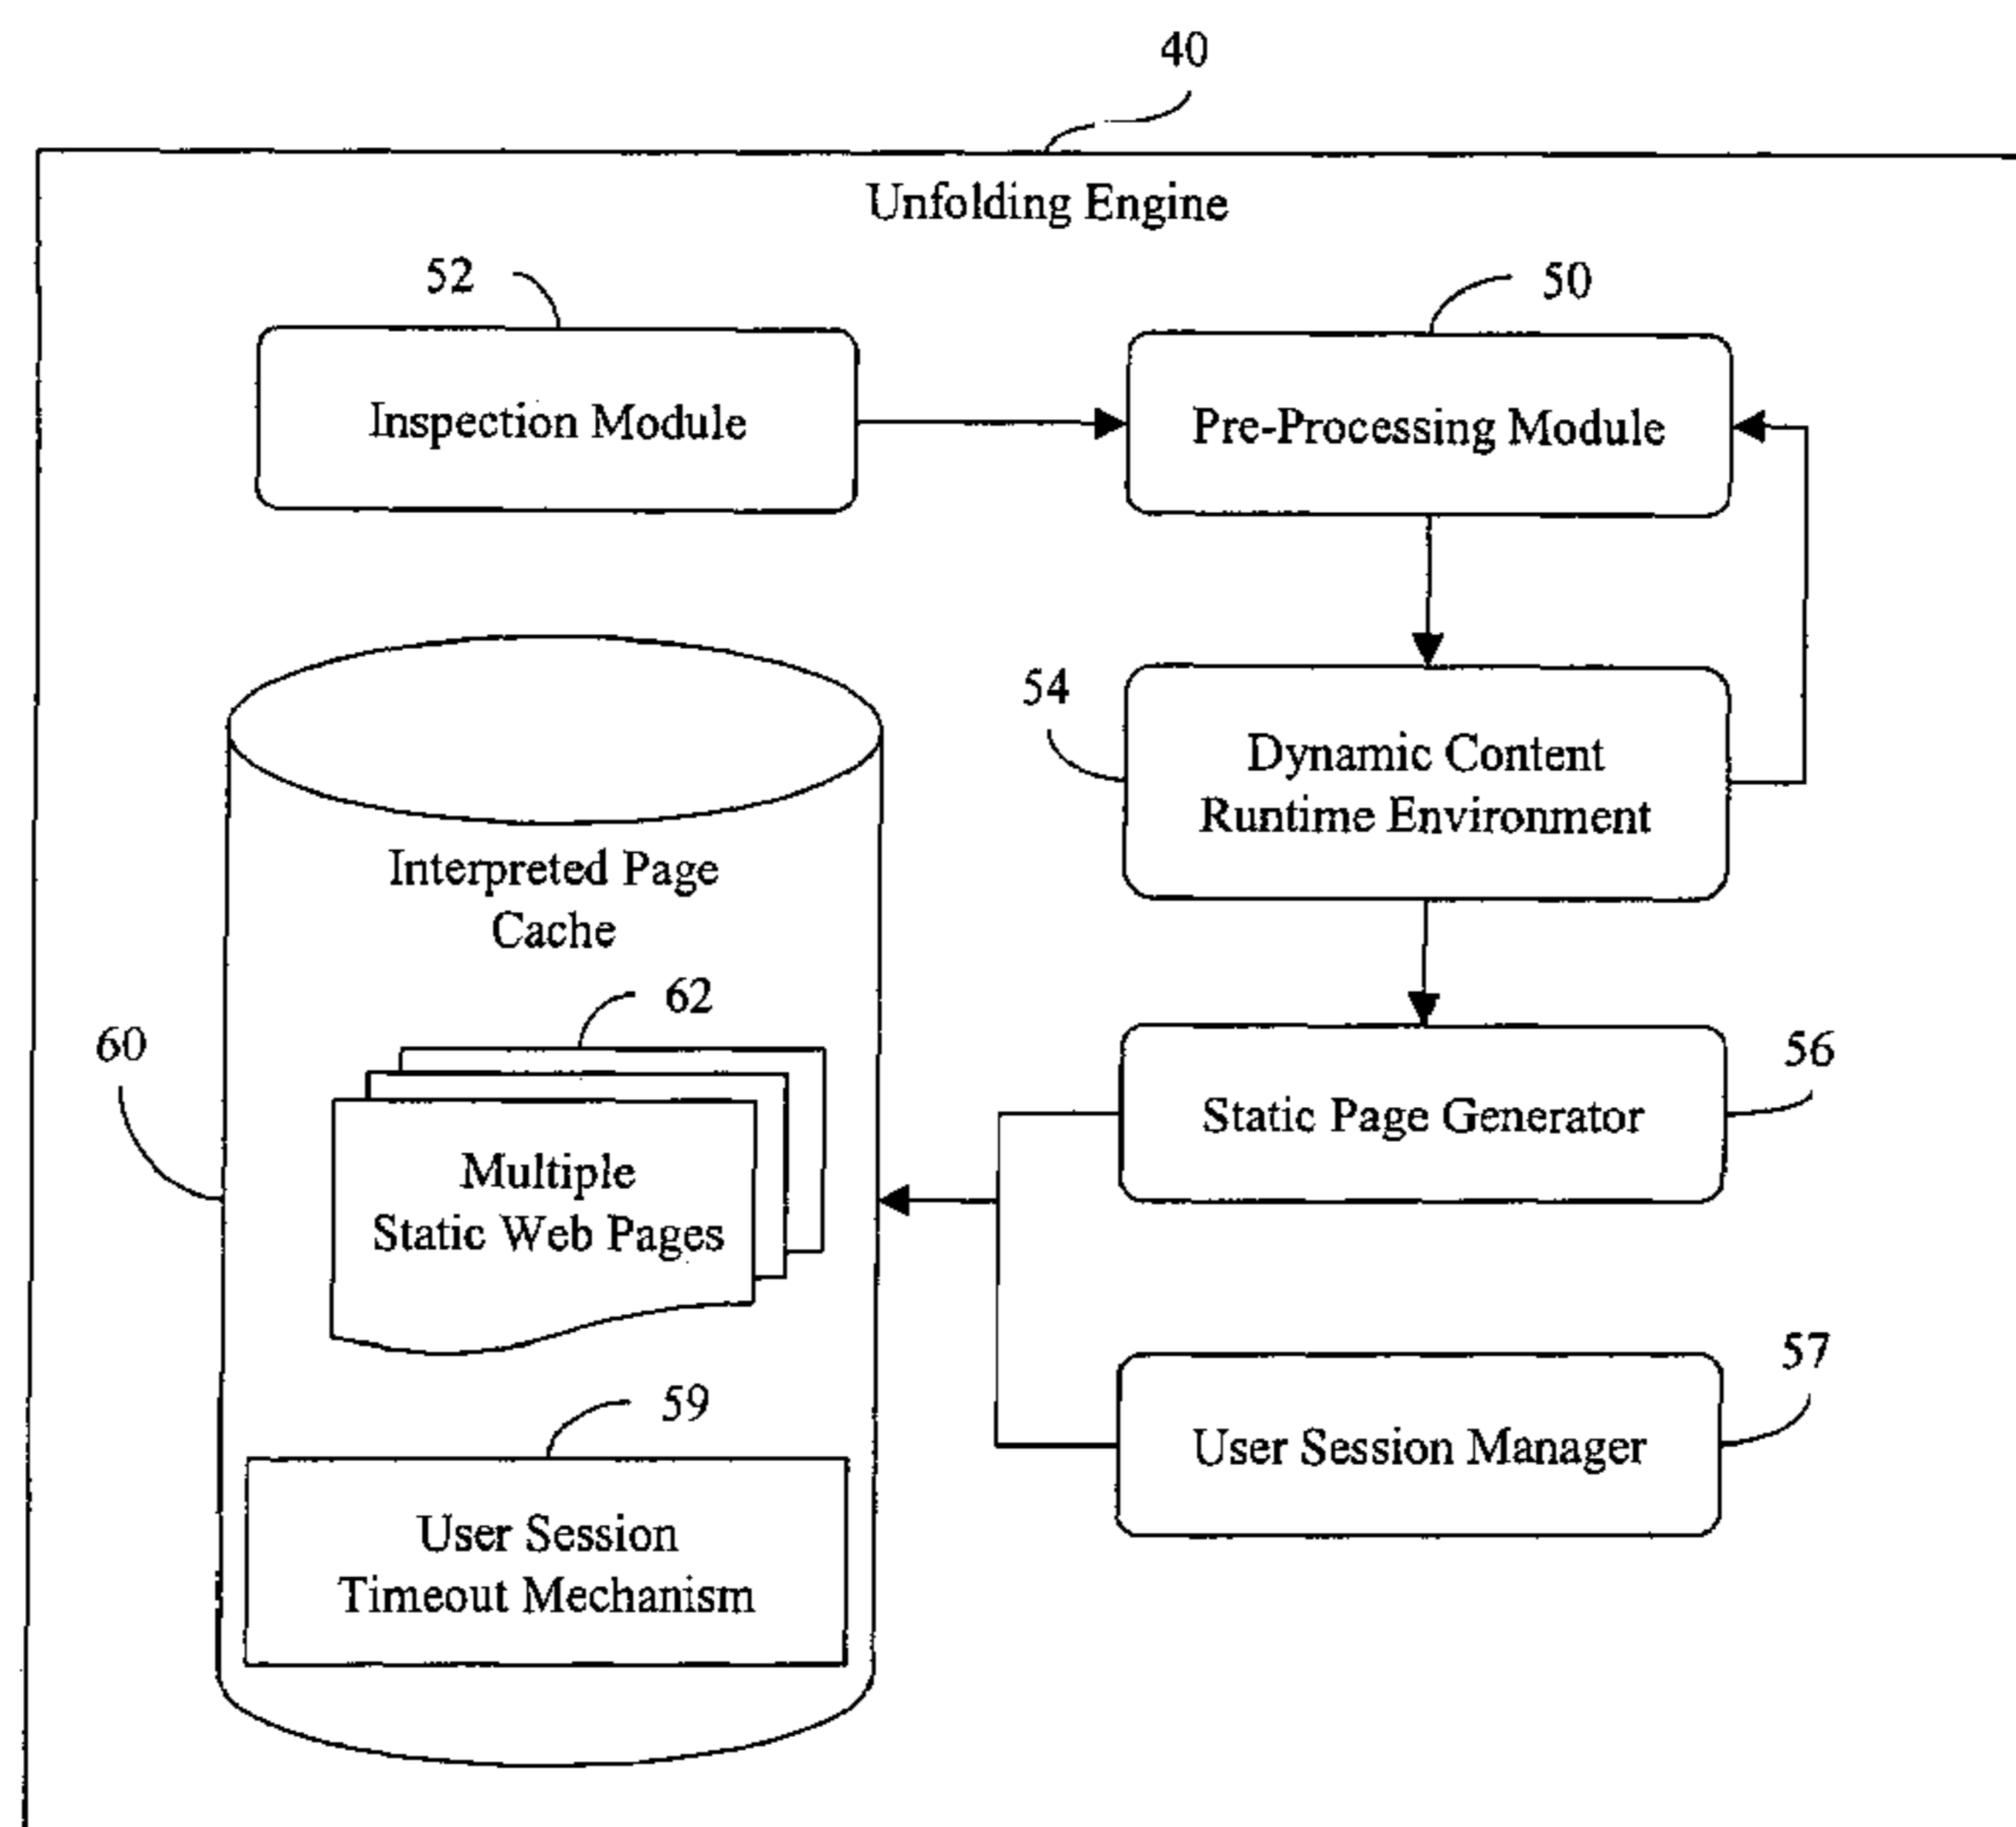 40
Unfolding Engine
52
50
Inspection Module
Pre-Processing Module
54
Dynamic Content
Runtime Environment
Interpreted Page
Cache
62
60
56
Static Page Generator
Multiple
Static Web Pages
57
59
User Session Manager
User Session
Timeout Mechanism